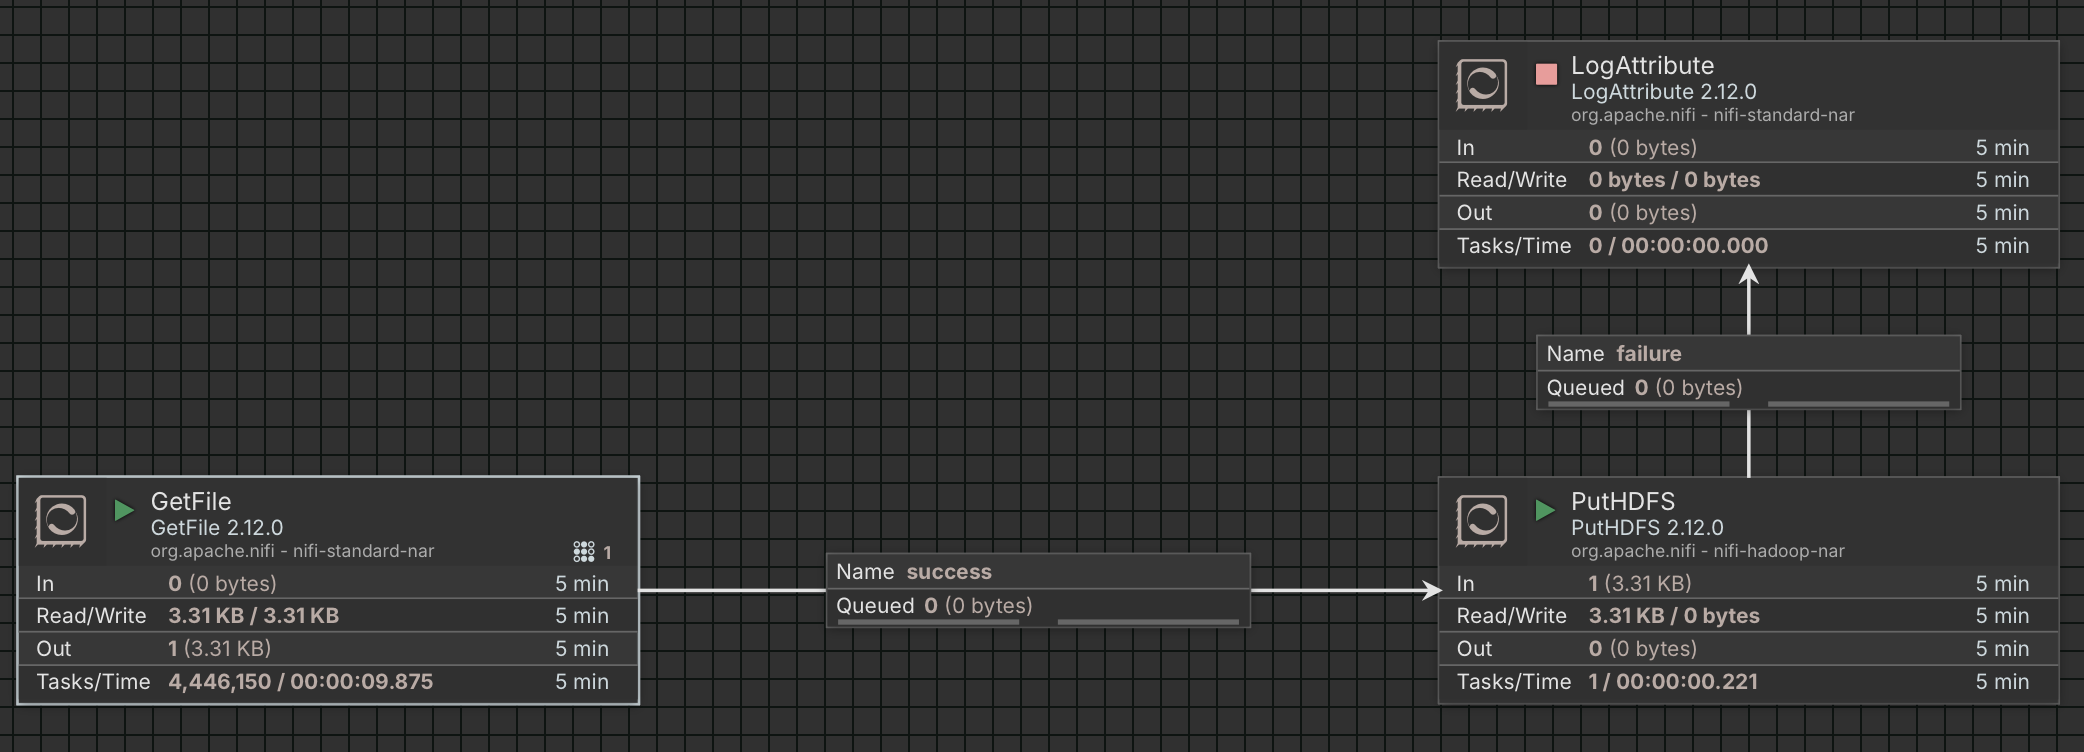 LogAttribute
LogAttribute 2.12.0
org.apache.nifi - nifi-standard-nar
In 0 (0 bytes) 5 min
Read/Write 0 bytes / 0 bytes 5 min
Out 0 (0 bytes) 5 min
Tasks/Time 0 / 00:00:00.000 5 min
Name failure
Queued 0 (0 bytes)
GetFile
GetFile 2.12.0
org.apache.nifi - nifi-standard-nar
1
In 0 (0 bytes) 5 min
Read/Write 3.31 KB / 3.31 KB 5 min
Out 1 (3.31 KB) 5 min
Tasks/Time 4,446,150 / 00:00:09.875 5 min
Name success
Queued 0 (0 bytes)
PutHDFS
PutHDFS 2.12.0
org.apache.nifi - nifi-hadoop-nar
In 1 (3.31 KB) 5 min
Read/Write 3.31 KB / 0 bytes 5 min
Out 0 (0 bytes) 5 min
Tasks/Time 1 / 00:00:00.221 5 min